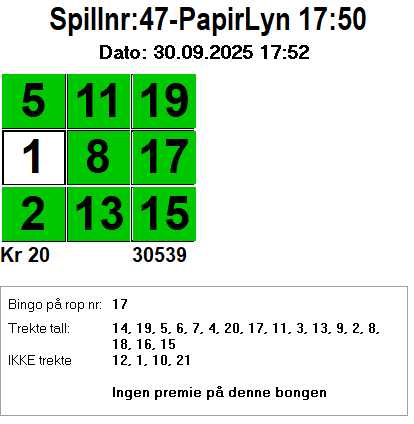 Spillnr:47-PapirLyn 17:50
Dato: 30.09.2025 17:52
5 11 19
1 8 17
2 13 15
Kr 20 30539
Bingo på rop nr: 17
Trekte tall: 14, 19, 5, 6, 7, 4, 20, 17, 11, 3, 13, 9, 2, 8,
18, 16, 15
IKKE trekte 12, 1, 10, 21
Ingen premie på denne bongen